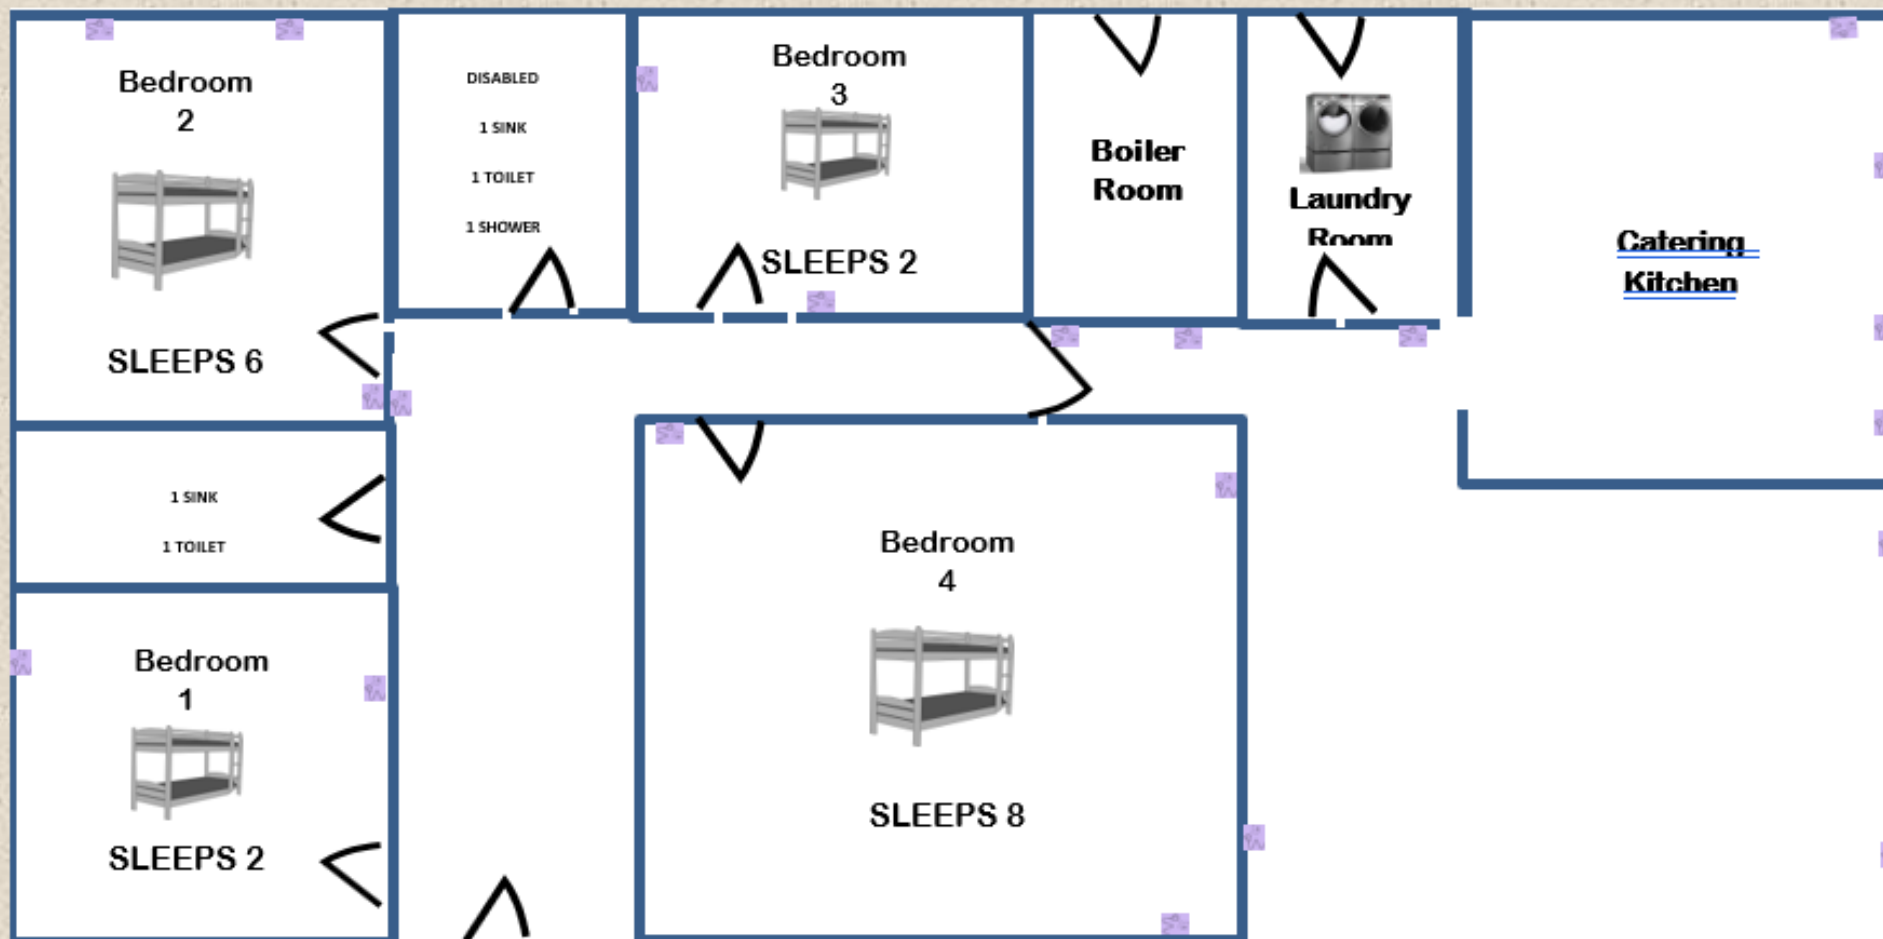 Bedroom
2
SLEEPS 6
DISABLED
1 SINK
1 TOILET
1 SHOWER
Bedroom
3
SLEEPS 2
Boiler
Room
Laundry
Room
Catering
Kitchen
1 SINK
1 TOILET
Bedroom
1
SLEEPS 2
Bedroom
4
SLEEPS 8